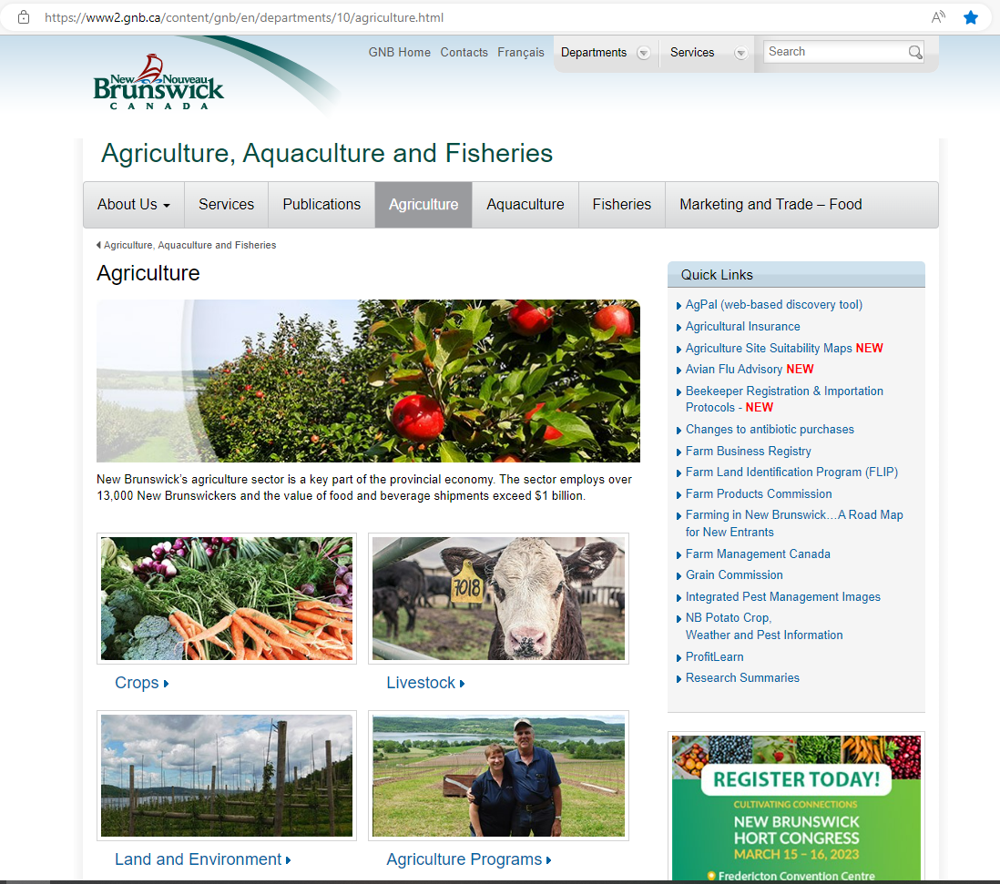 https://www2.gnb.ca/content/gnb/en/departments/10/agriculture.html
GNB Home Contacts Français Departments Services Search
New Nouveau
Brunswick
CANADA
Agriculture, Aquaculture and Fisheries
About Us Services Publications Agriculture Aquaculture Fisheries Marketing and Trade – Food
Agriculture, Aquaculture and Fisheries
Agriculture
New Brunswick's agriculture sector is a key part of the provincial economy. The sector employs over
13,000 New Brunswickers and the value of food and beverage shipments exceed $1 billion.
7018
Crops
Livestock
Land and Environment
Agriculture Programs
Quick Links
AgPal (web-based discovery tool)
Agricultural Insurance
Agriculture Site Suitability Maps NEW
Avian Flu Advisory NEW
Beekeeper Registration & Importation
Protocols - NEW
Changes to antibiotic purchases
Farm Business Registry
Farm Land Identification Program (FLIP)
Farm Products Commission
Farming in New Brunswick…A Road Map
for New Entrants
Farm Management Canada
Grain Commission
Integrated Pest Management Images
NB Potato Crop,
Weather and Pest Information
ProfitLearn
Research Summaries
REGISTER TODAY!
CULTIVATING CONNECTIONS
NEW BRUNSWICK
HORT CONGRESS
MARCH 15 – 16, 2023
Fredericton Convention Centre